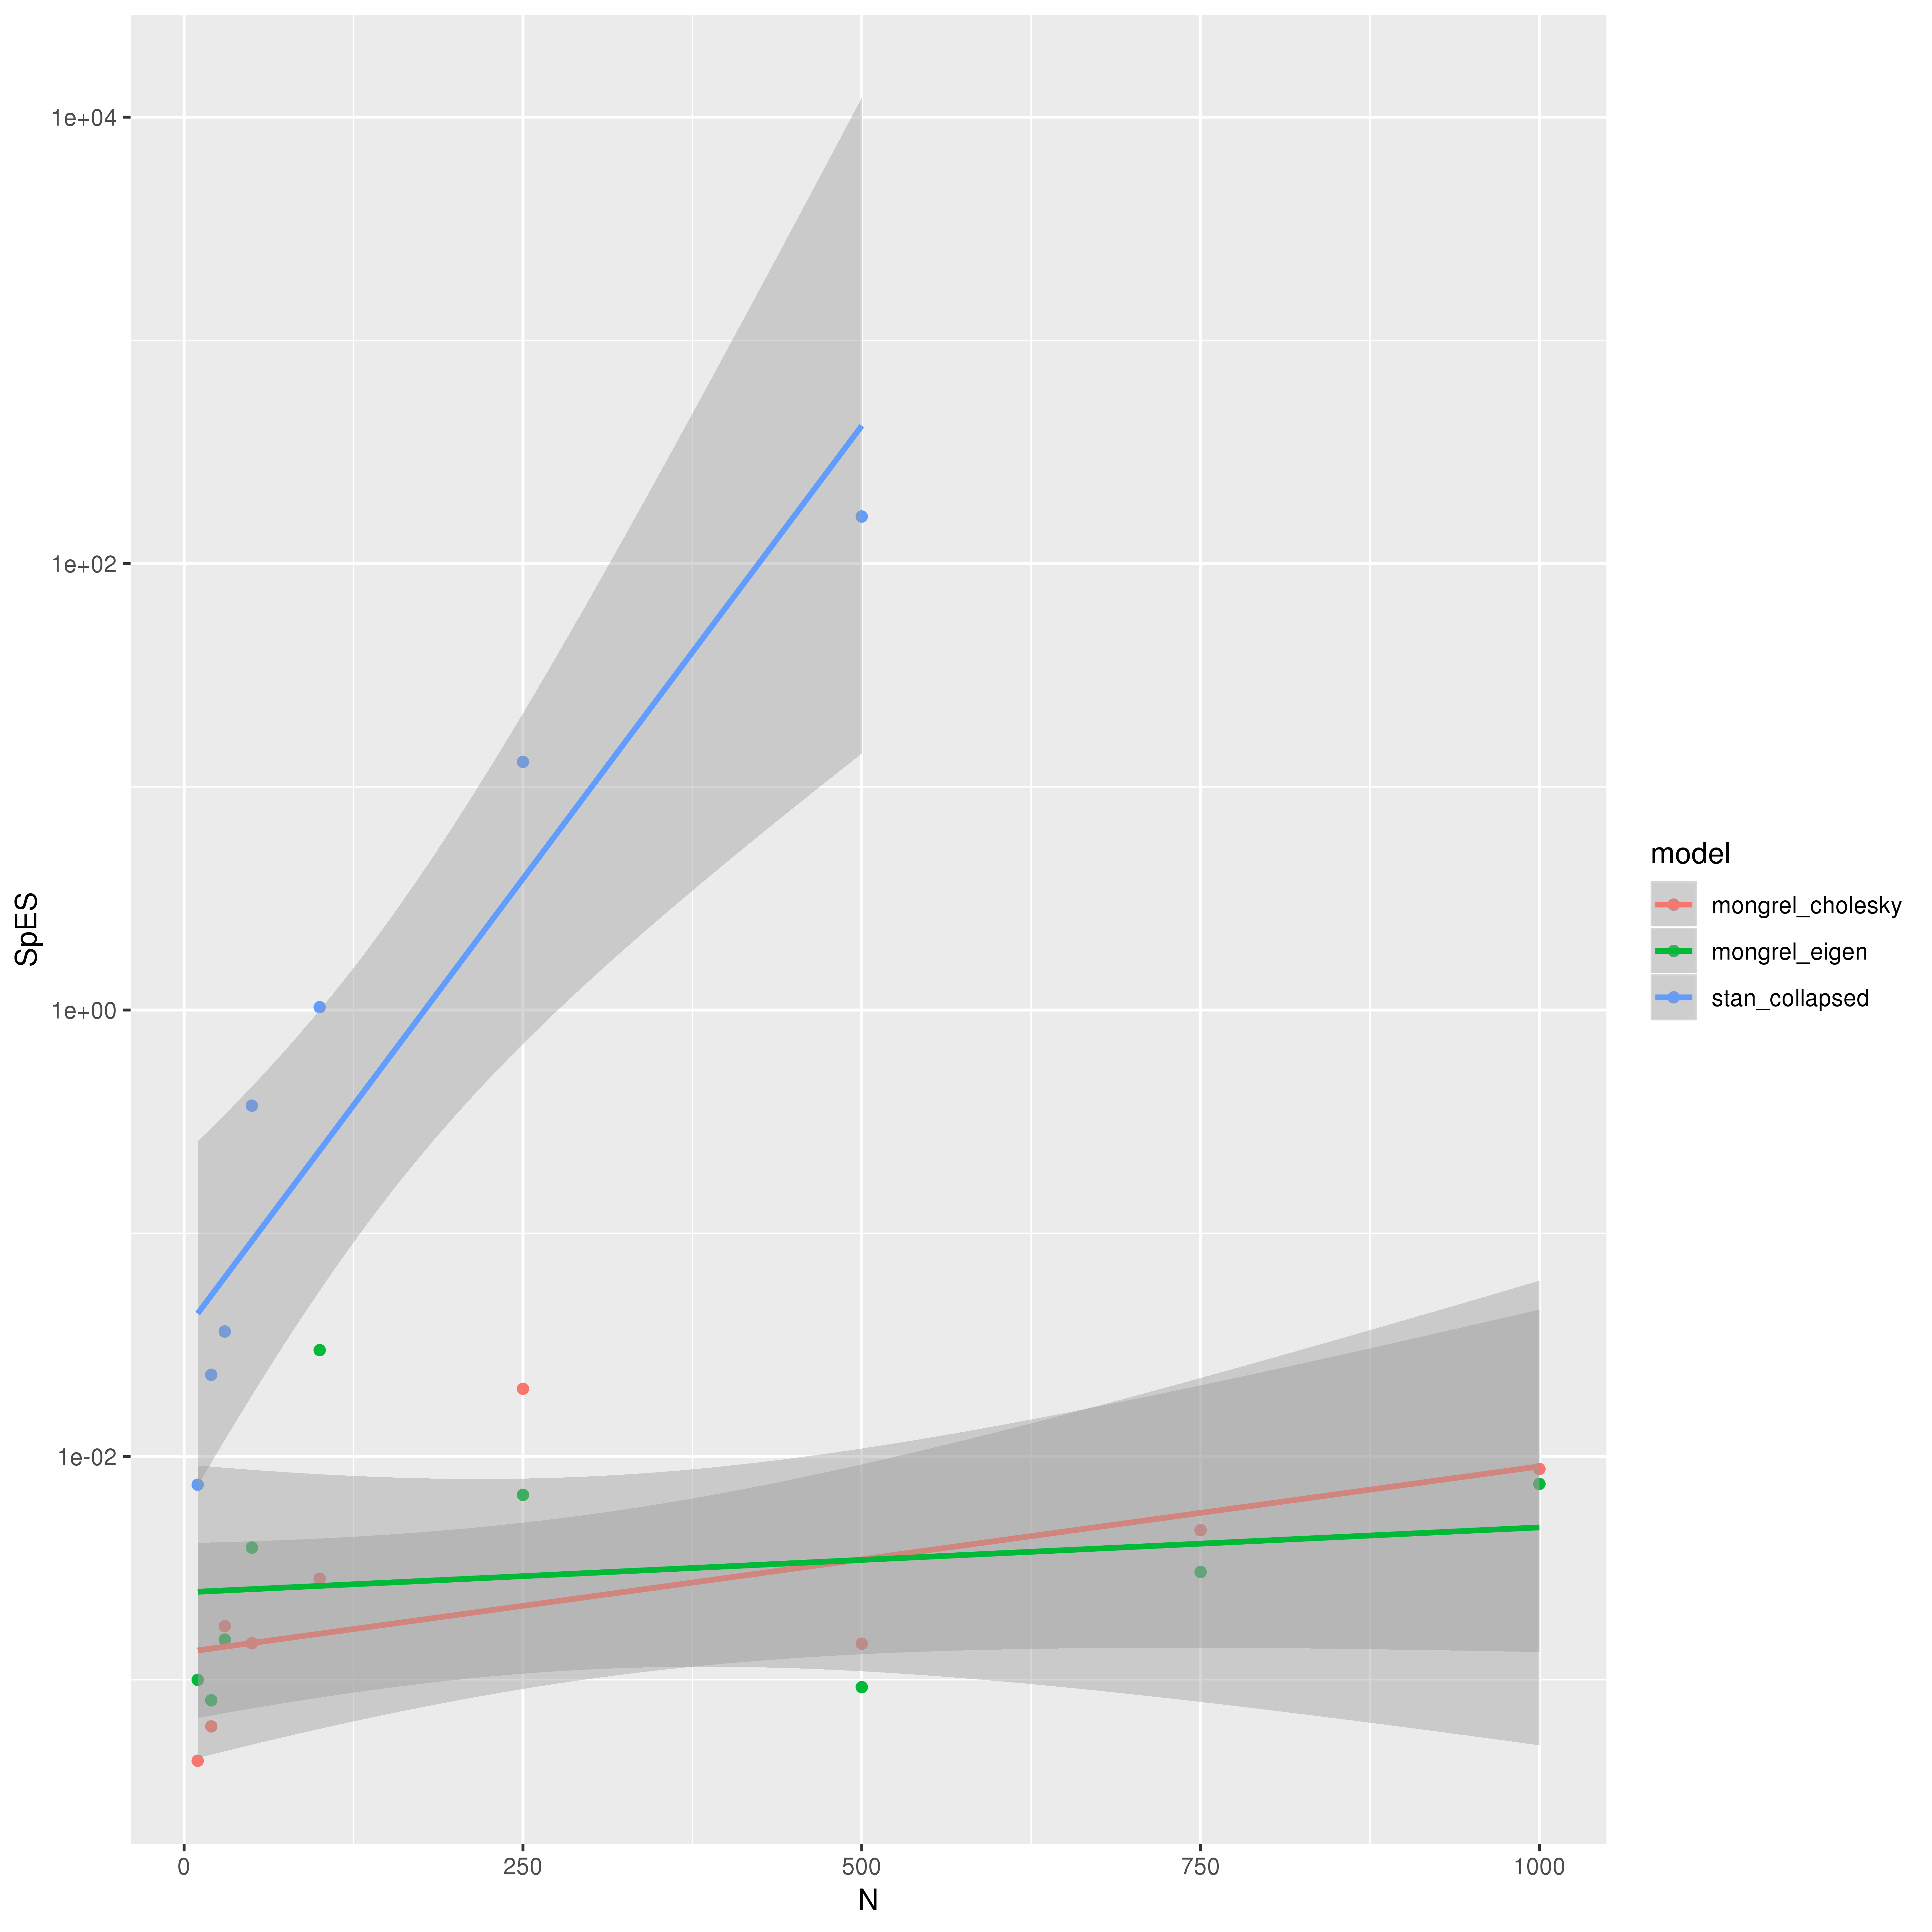 SpES
1e+04
1e+02
1e+00
1e-02
0
250
500
750
1000
N
model
mongrel_cholesky
mongrel_eigen
stan_collapsed